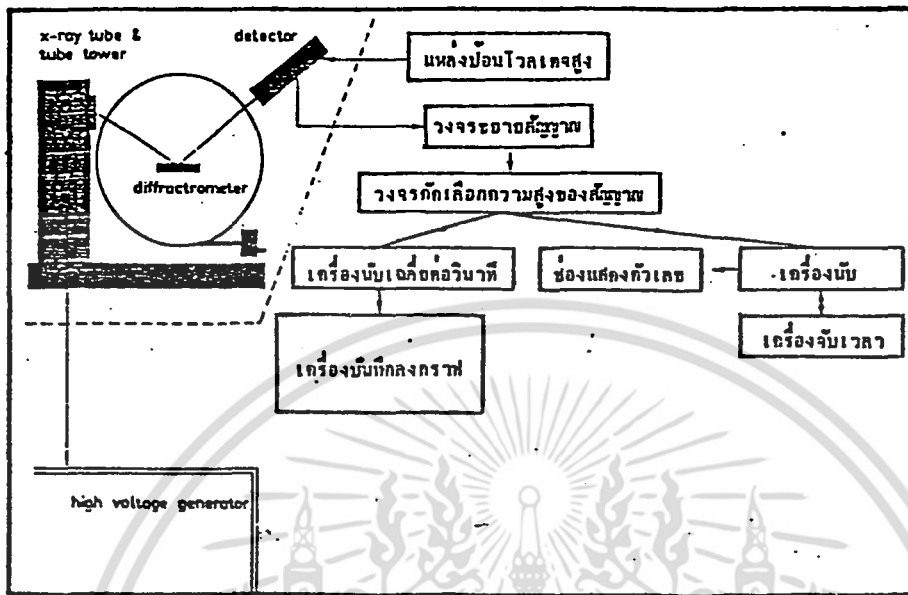 x-ray tube &
tube tower
detector
diffractrometer
high voltage generator
แหล่งป้อนโวลเตจสูง
วงจรขยายสัญญาณ
วงจรคัดเลือกความสูงของสัญญาณ
เครื่องนับเฉลี่ยต่อวินาที
ช่องแสดงตัวเลข
เครื่องนับ
เครื่องจับเวลา
เครื่องบันทึกลงกราฟ